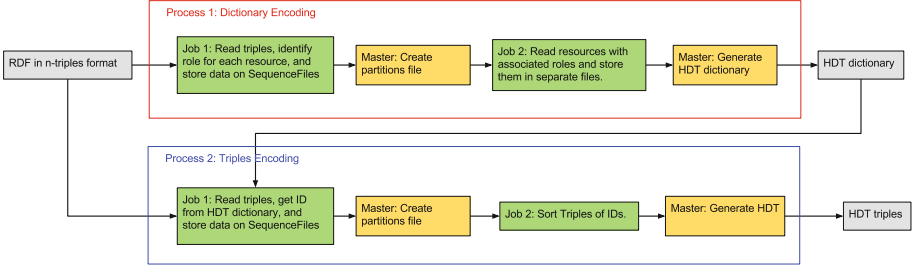 Process 1: Dictionary Encoding
RDF in n-triples format
Job 1: Read triples, identify
role for each resource, and
store data on SequenceFiles
Master: Create
partitions file
Job 2: Read resources with
associated roles and store
them in separate files.
Master: Generate
HDT dictionary
HDT dictionary
Process 2: Triples Encoding
Job 1: Read triples, get ID
from HDT dictionary, and
store data on SequenceFiles
Master: Create
partitions file
Job 2: Sort Triples of IDs.
Master: Generate HDT
HDT triples